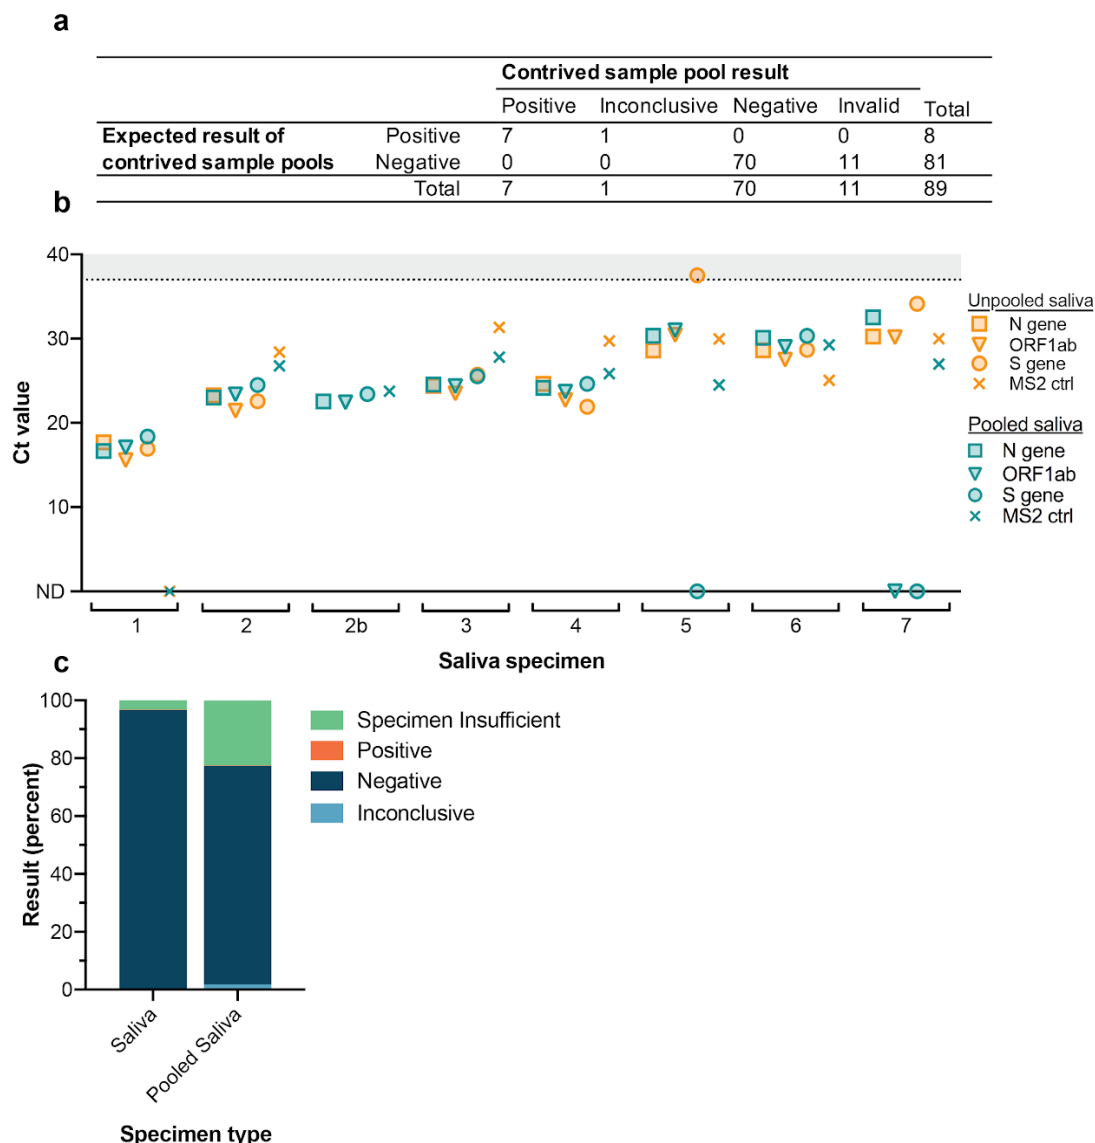 a
Contrived sample pool result
Positive Inconclusive Negative Invalid Total
Expected result of contrived sample pools
Positive 7 1 0 0 8
Negative 0 0 70 11 81
Total 7 1 70 11 89
b
40
30
20
10
ND
Ct value
1 2 2b 3 4 5 6 7
Saliva specimen
Unpooled saliva
N gene
ORF1ab
S gene
MS2 ctrl
Pooled saliva
N gene
ORF1ab
S gene
MS2 ctrl
c
100
80
60
40
20
0
Result (percent)
Saliva
Pooled Saliva
Specimen type
Specimen Insufficient
Positive
Negative
Inconclusive